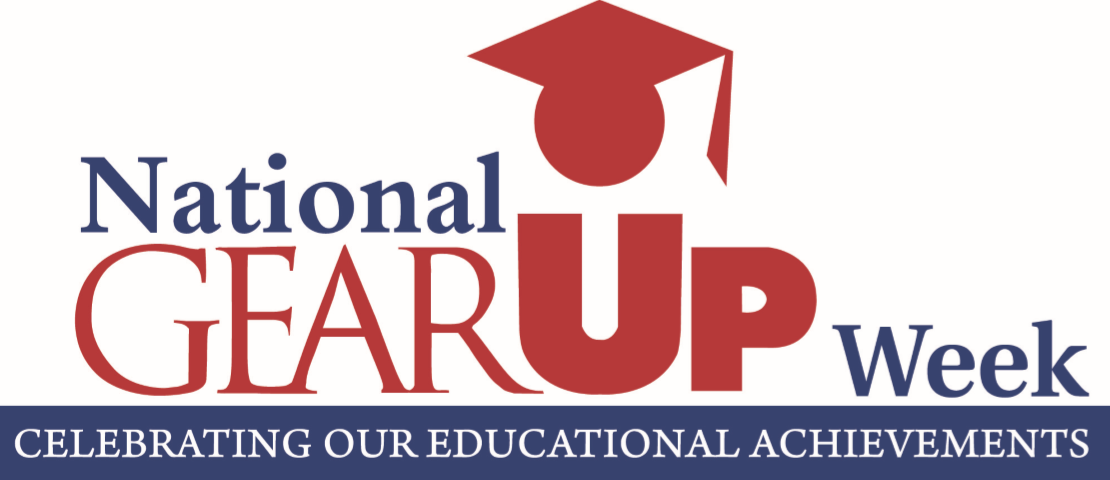 National
GEAR UP
Week
CELEBRATING OUR EDUCATIONAL ACHIEVEMENTS